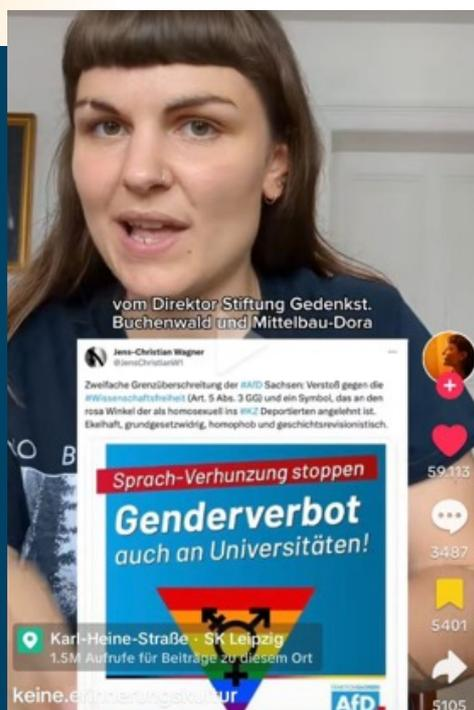 vom Direktor Stiftung Gedenkst.
Buchenwald und Mittelbau-Dora
Jens-Christian Wagner
@JensChristianW1
Zweifache Grenzüberschreitung der #AfD Sachsen: Verstoß gegen die
#Wissenschaftsfreiheit (Art. 5 Abs. 3 GG) und ein Symbol, das an den
rosa Winkel der als homosexuell ins #KZ Deportierten angelehnt ist.
Ekelhaft, grundgesetzwidrig, homophob und geschichtsrevisionistisch.
Sprach-Verhunzung stoppen
Genderverbot
auch an Universitäten!
AfD
59.113
3487
5401
5105
Karl-Heine-Straße · SK Leipzig
1.5M Aufrufe für Beiträge zu diesem Ort
keine.erinnerungskultur